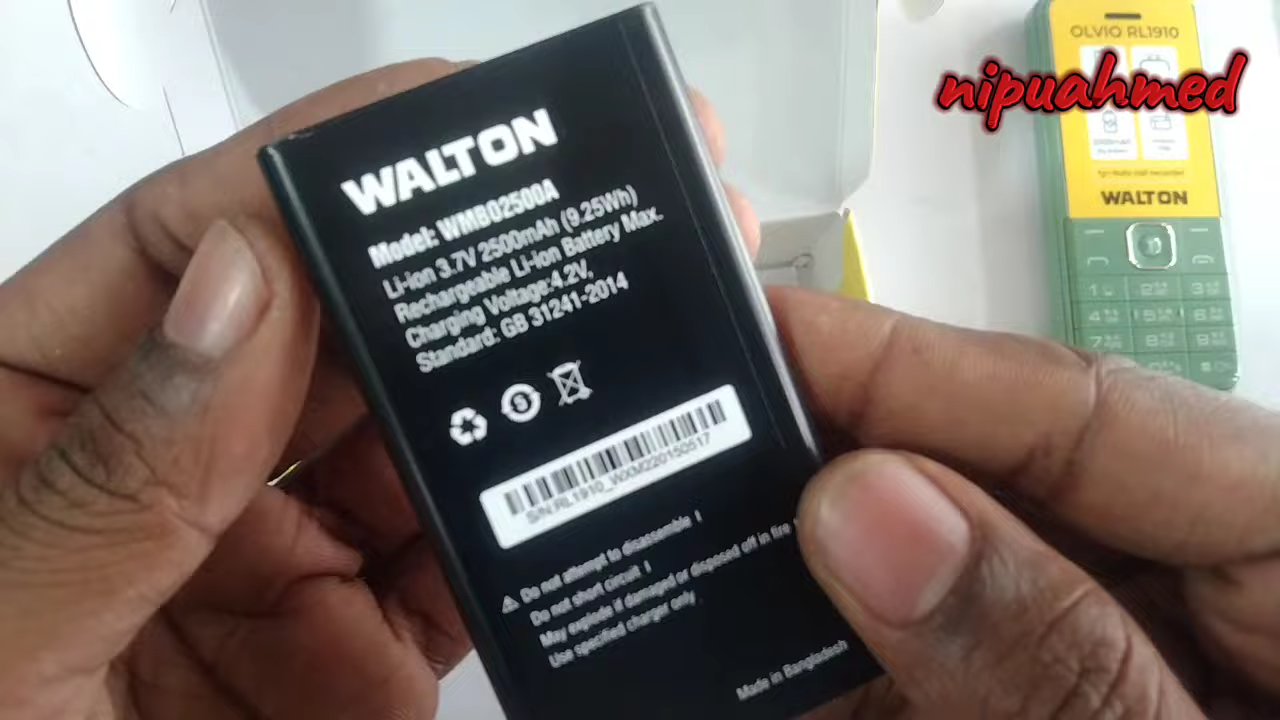 WALTON
Model: WMBO2500A
Li-ion 3.7V 2500mAh (9.25Wh)
Rechargeable Li-ion Battery Max.
Charging Voltage:4.2V,
Standard: GB 31241-2014
S/N:RL1910_WXM220150517
Do not attempt to disassemble !
Do not short circuit !
May explode if damaged or disposed off in fire !
Use specified charger only
Made in Bangladesh
OLVIO RL1910
nipuahmed
WALTON